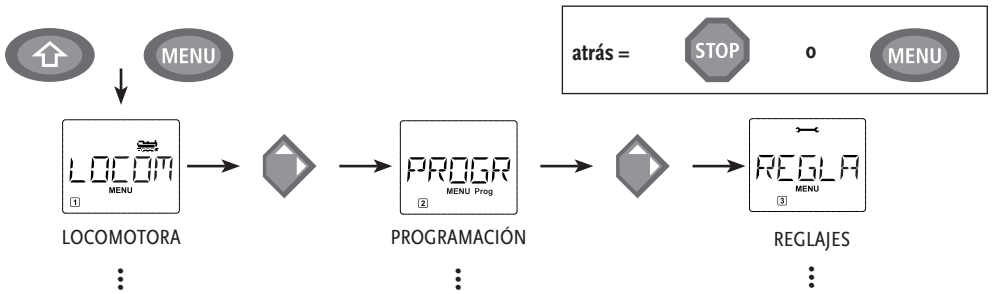 MENU
atrás = STOP o MENU
LOCOM
MENU
1
PROGR
MENU Prog
2
REGLA
MENU
3
LOCOMOTORA
PROGRAMACIÓN
REGLAJES